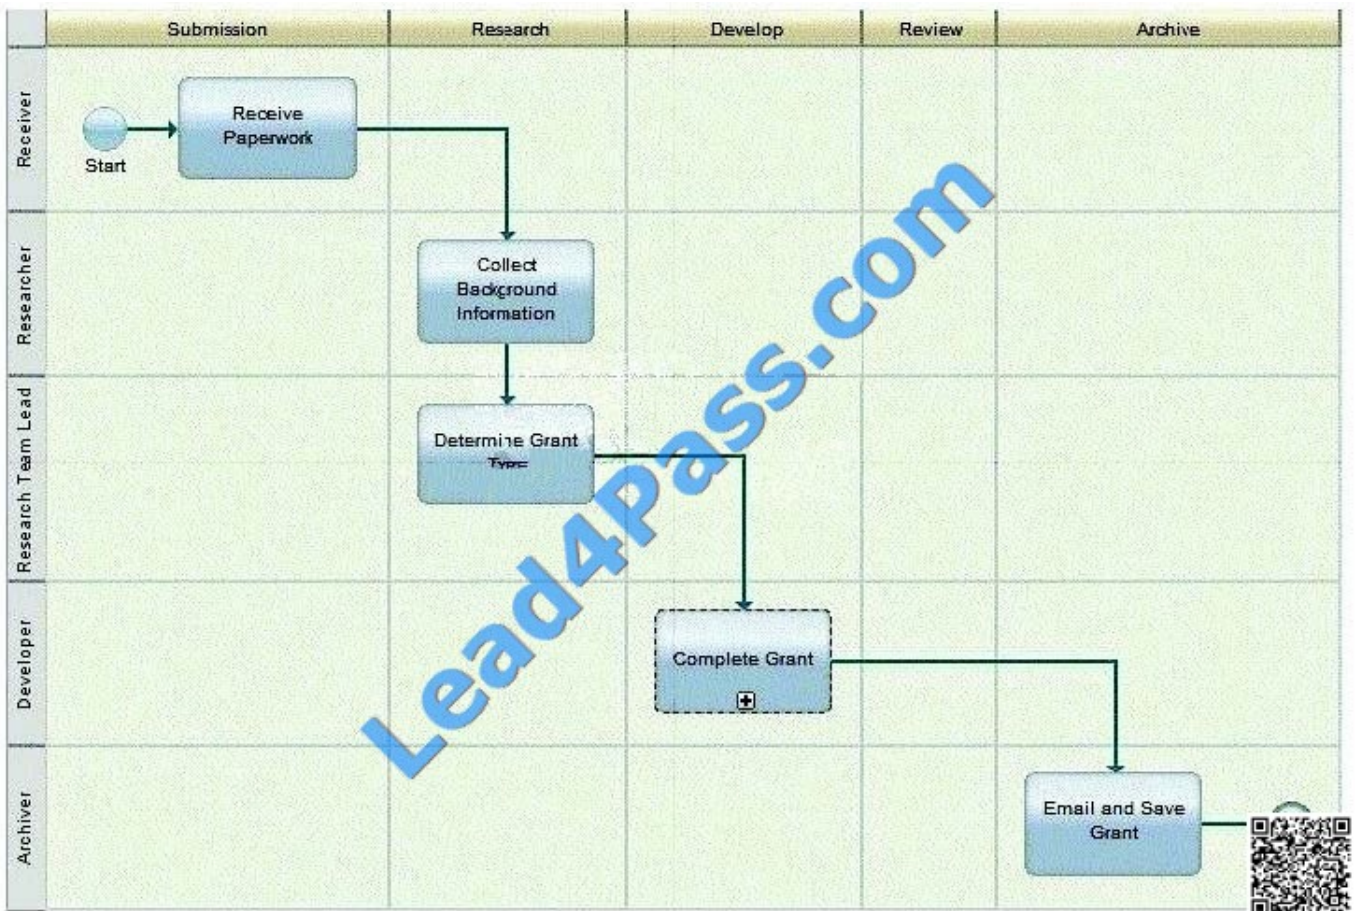 Submission
Research
Develop
Review
Archive
Receiver
Start
Receive
Paperwork
Researcher
Collect
Background
Information
Research Team Lead
Determine Grant
Type
Developer
Complete Grant
Archiver
Email and Save
Grant
Lead4Pass.com